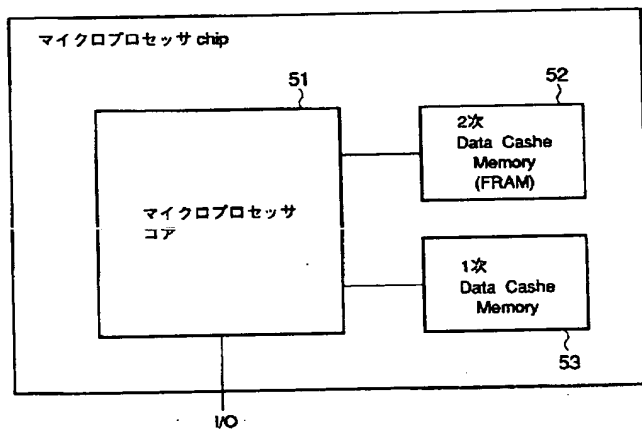 マイクロプロセッサ chip
51
マイクロプロセッサ
コア
52
2次
Data Cashe
Memory
(FRAM)
1次
Data Cashe
Memory
53
I/O